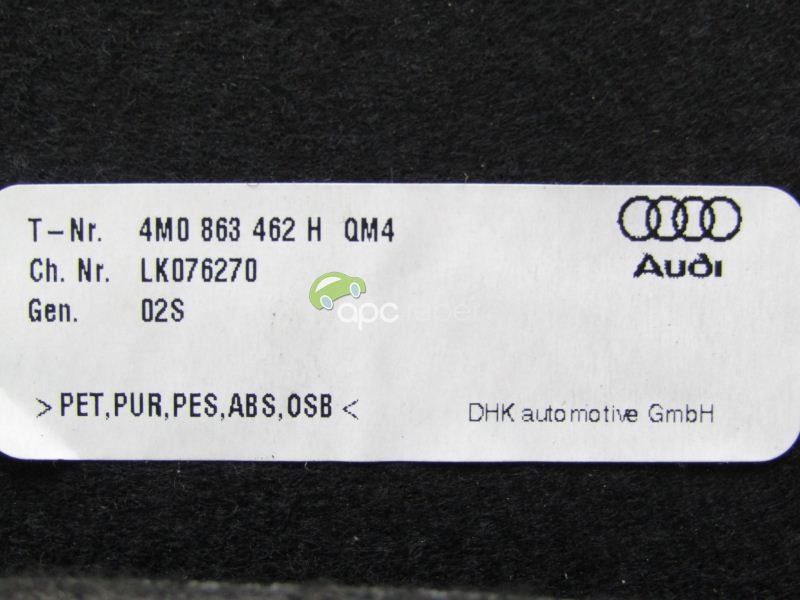 T-Nr. 4M0 863 462 H QM4
Ch. Nr. LK076270
Gen. 02S
Audi
apc
>PET,PUR,PES,ABS,OSB<
DHK automotive GmbH